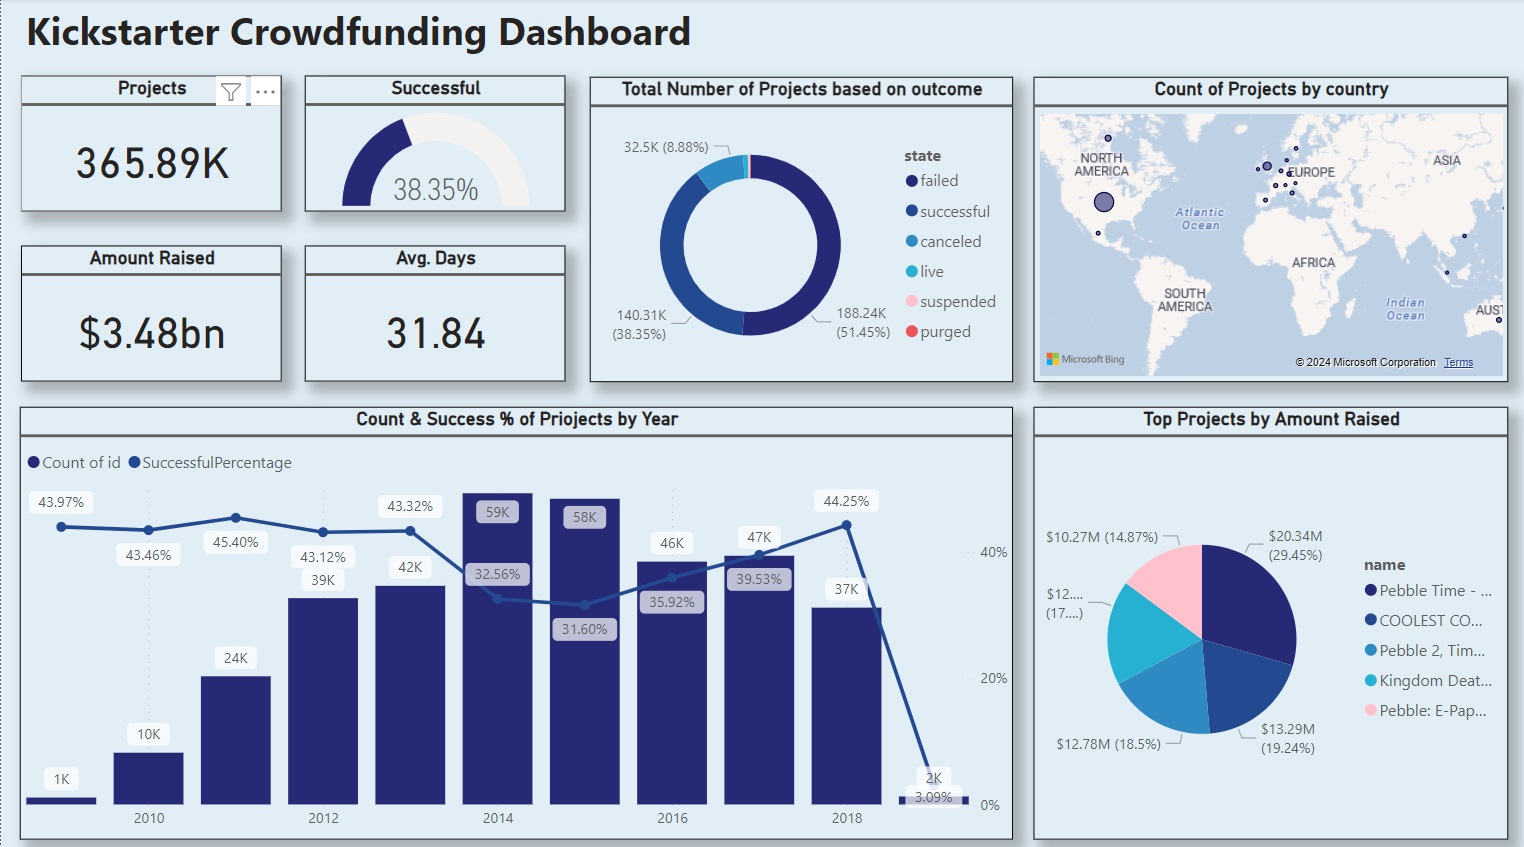 Kickstarter Crowdfunding Dashboard
Projects
365.89K
Successful
38.35%
Amount Raised
$3.48bn
Avg. Days
31.84
Total Number of Projects based on outcome
32.5K (8.88%)
140.31K
(38.35%)
188.24K
(51.45%)
state
failed
successful
canceled
live
suspended
purged
Count of Projects by country
NORTH
AMERICA
EUROPE
ASIA
Atlantic
Ocean
AFRICA
SOUTH
AMERICA
Indian
Ocean
AUST
Microsoft Bing
© 2024 Microsoft Corporation Terms
Count & Success % of Priojects by Year
Count of id SuccessfulPercentage
43.97%
43.46%
45.40%
43.12%
43.32%
32.56%
31.60%
35.92%
39.53%
44.25%
3.09%
1K
10K
24K
39K
42K
59K
58K
46K
47K
37K
2K
40%
20%
0%
2010 2012 2014 2016 2018
Top Projects by Amount Raised
$10.27M (14.87%)
$20.34M
(29.45%)
$12....
(17....)
$12.78M (18.5%)
$13.29M
(19.24%)
name
Pebble Time - ...
COOLEST CO...
Pebble 2, Tim...
Kingdom Deat...
Pebble: E-Pap...